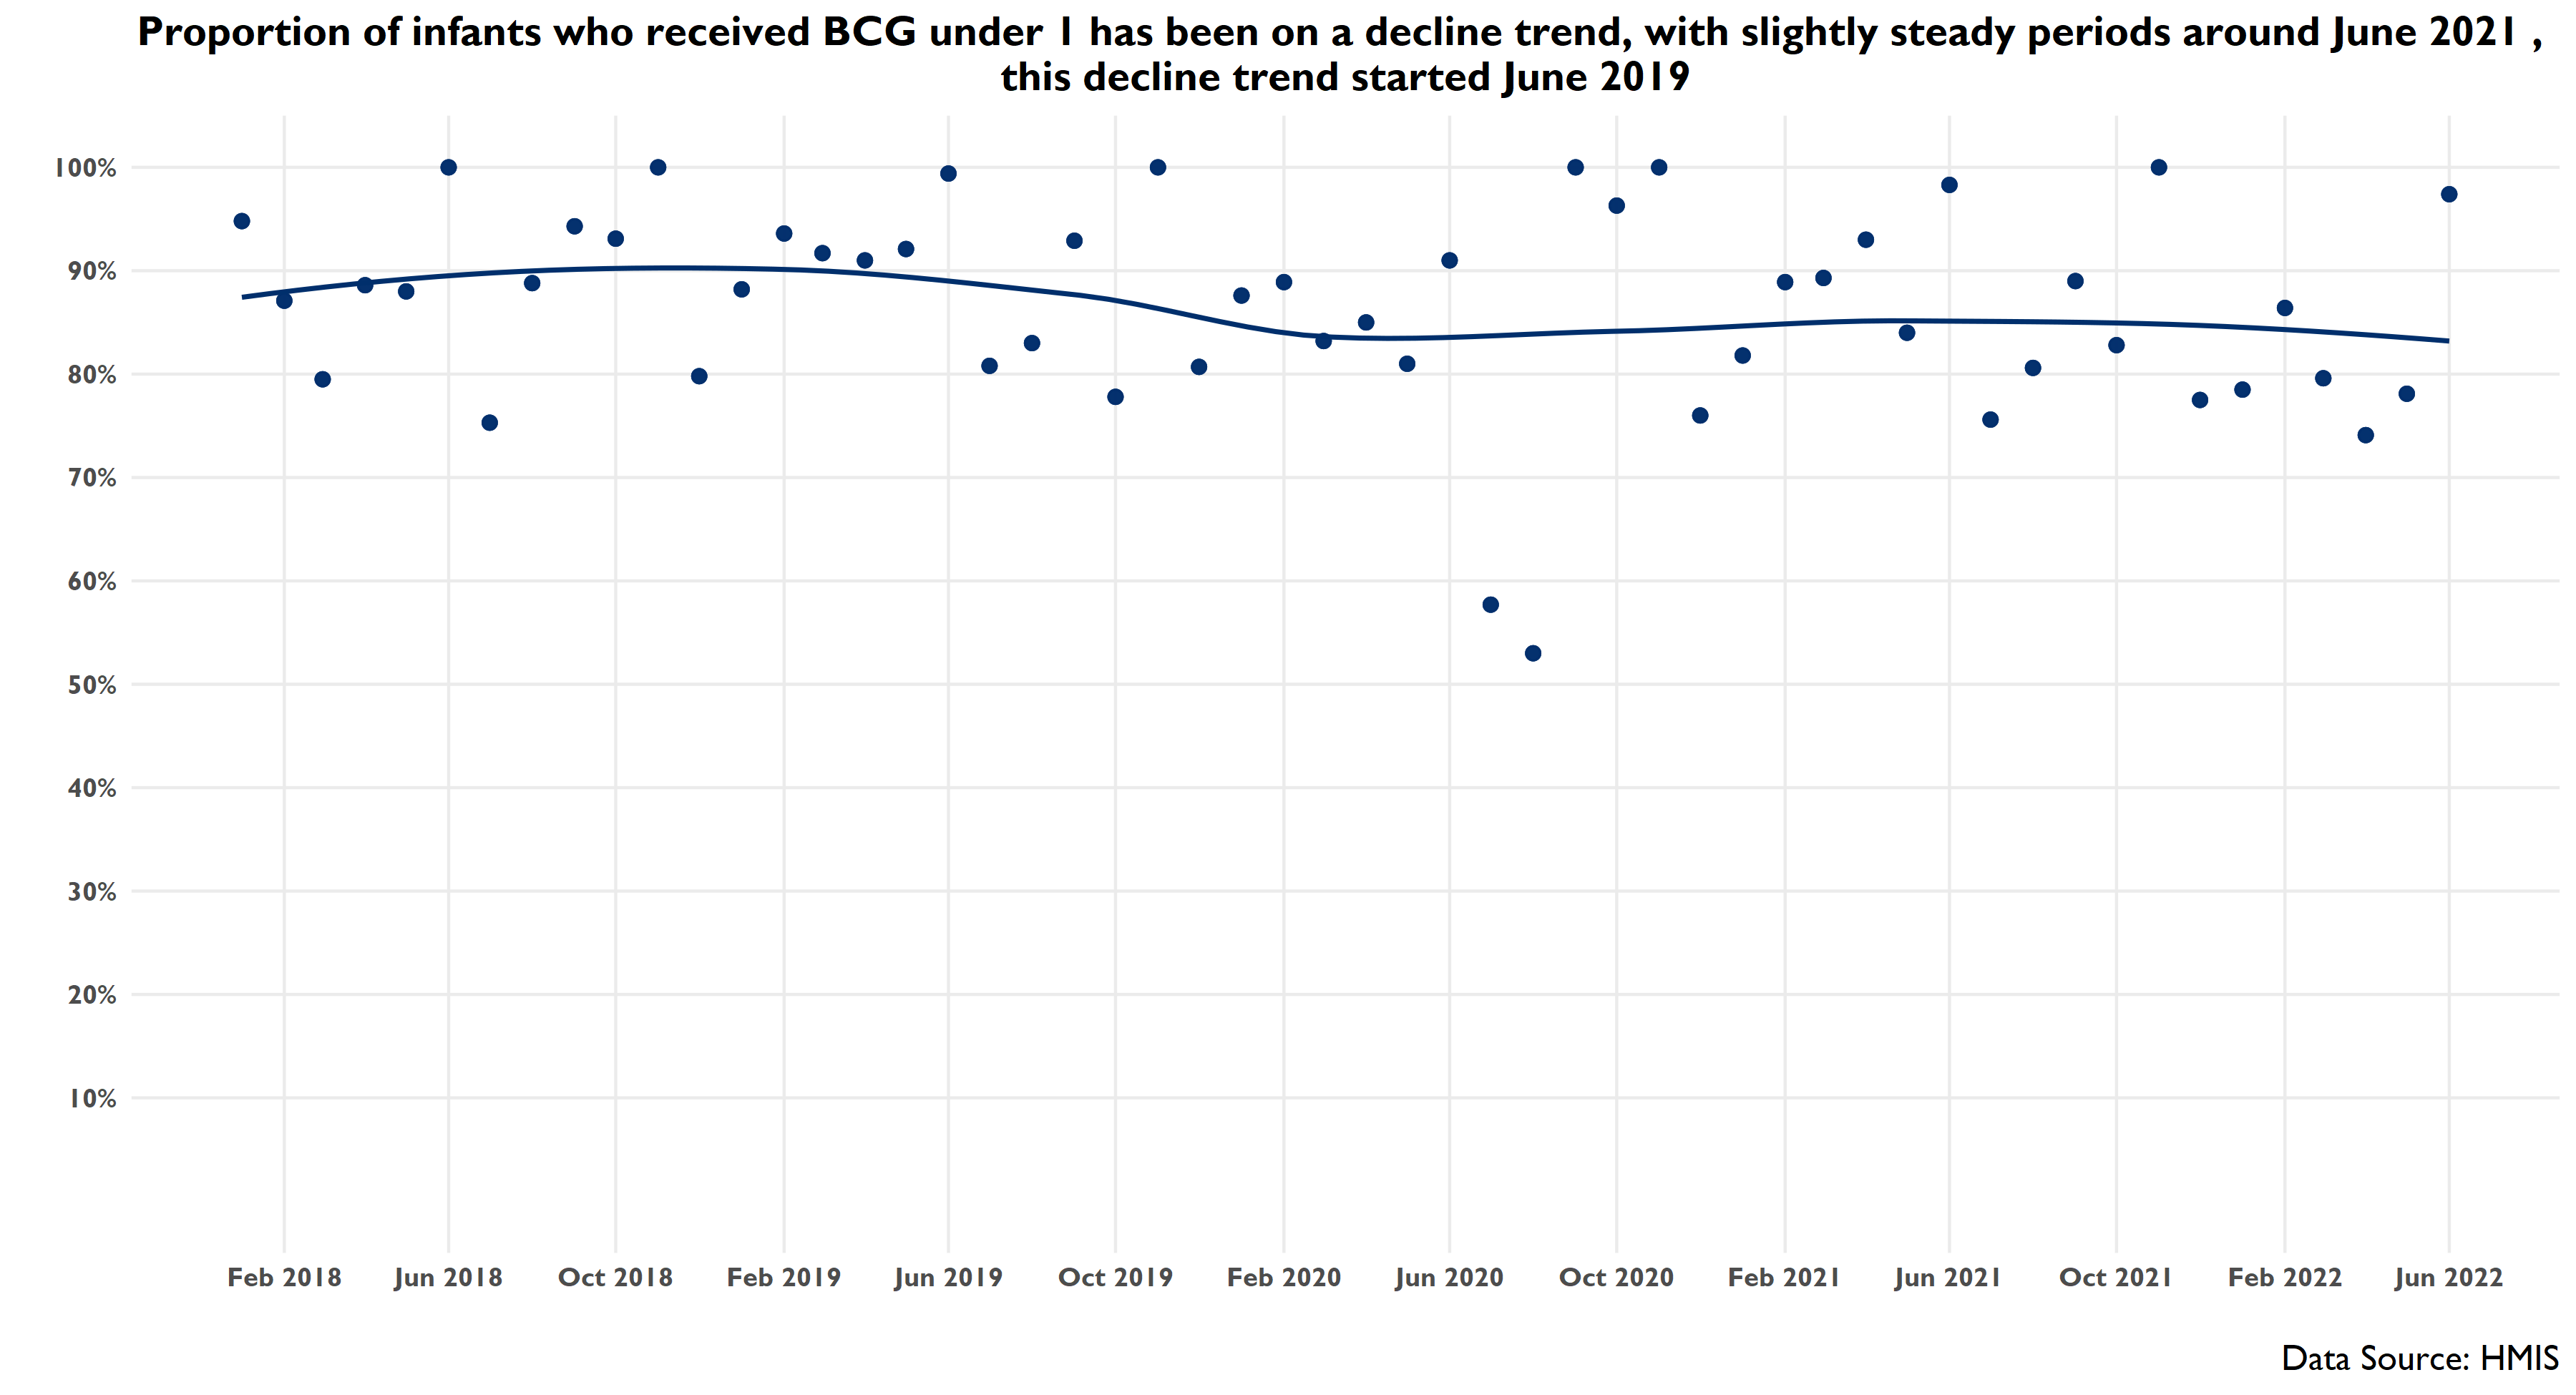 Proportion of infants who received BCG under 1 has been on a decline trend, with slightly steady periods around June 2021 ,
this decline trend started June 2019
100%
90%
80%
70%
60%
50%
40%
30%
20%
10%
Feb 2018 Jun 2018 Oct 2018 Feb 2019 Jun 2019 Oct 2019 Feb 2020 Jun 2020 Oct 2020 Feb 2021 Jun 2021 Oct 2021 Feb 2022 Jun 2022
Data Source: HMIS